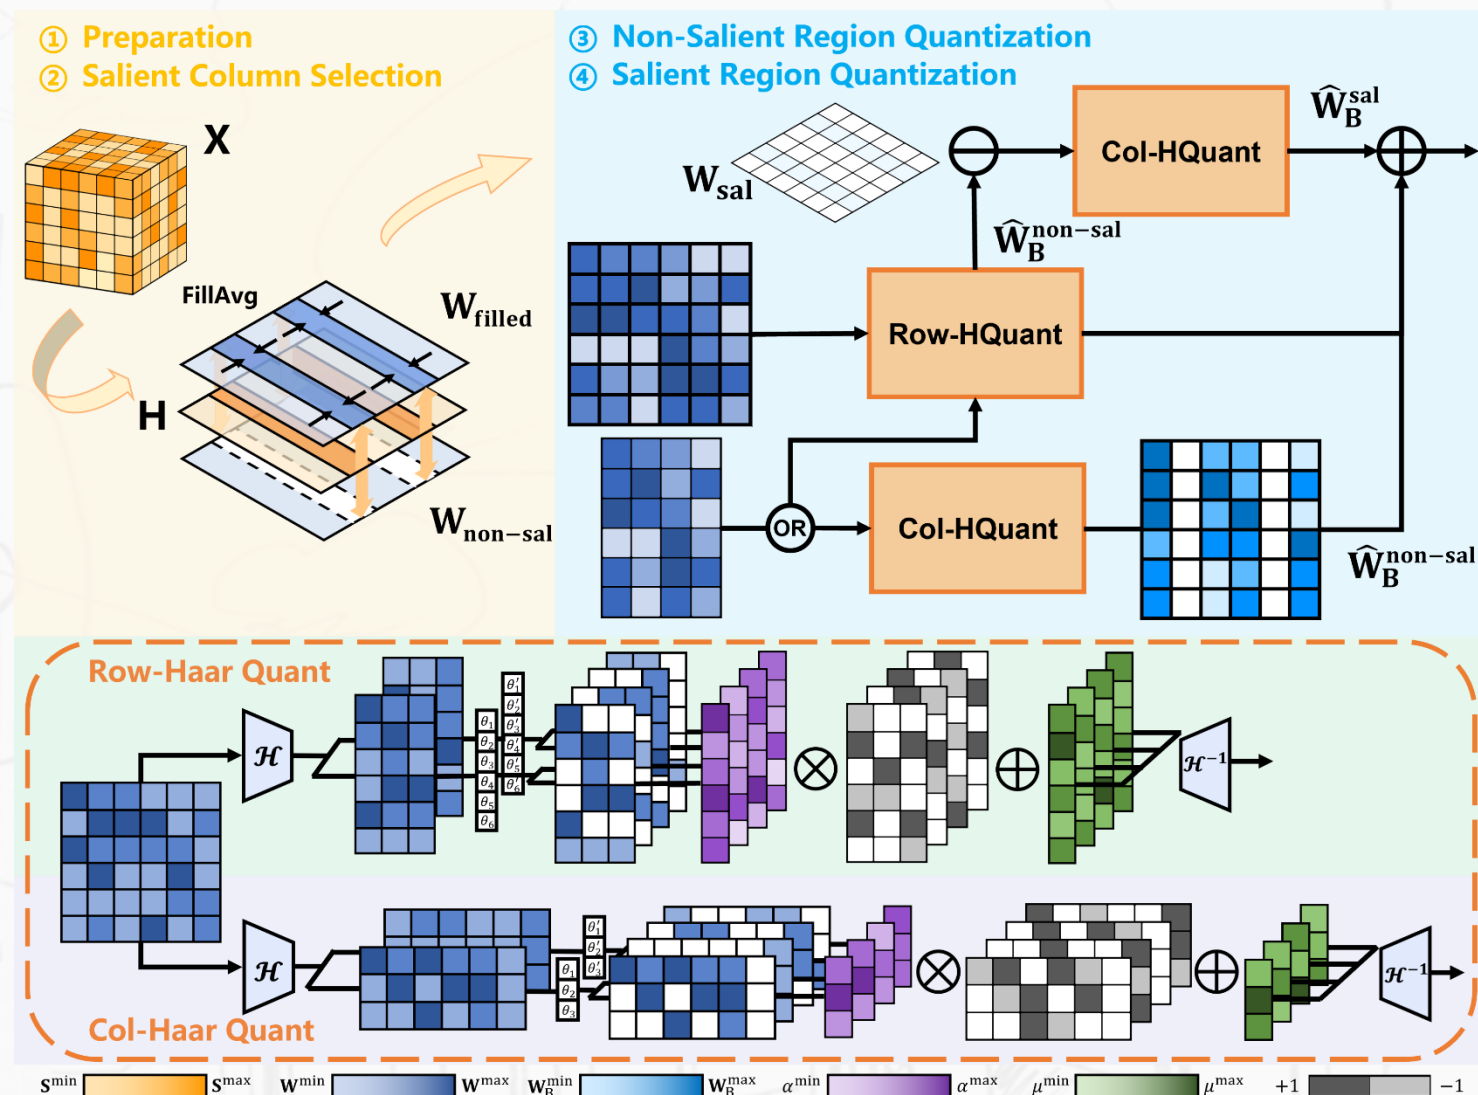 ① Preparation
② Salient Column Selection
X
FillAvg
W_filled
H
W_non−sal
③ Non-Salient Region Quantization
④ Salient Region Quantization
W_sal
Col-HQuant
Ŵ_B^sal
Ŵ_B^non−sal
Row-HQuant
OR
Col-HQuant
Ŵ_B^non−sal
Row-Haar Quant
ℋ
θ₁
θ₂
θ₃
θ₄
θ₅
θ₆
θ′₁
θ′₂
θ′₃
θ′₄
θ′₅
θ′₆
ℋ⁻¹
Col-Haar Quant
ℋ
θ₁
θ₂
θ₃
θ′₁
θ′₂
θ′₃
ℋ⁻¹
S^min S^max W^min W^max W_B^min W_B^max α^min α^max μ^min μ^max +1 −1